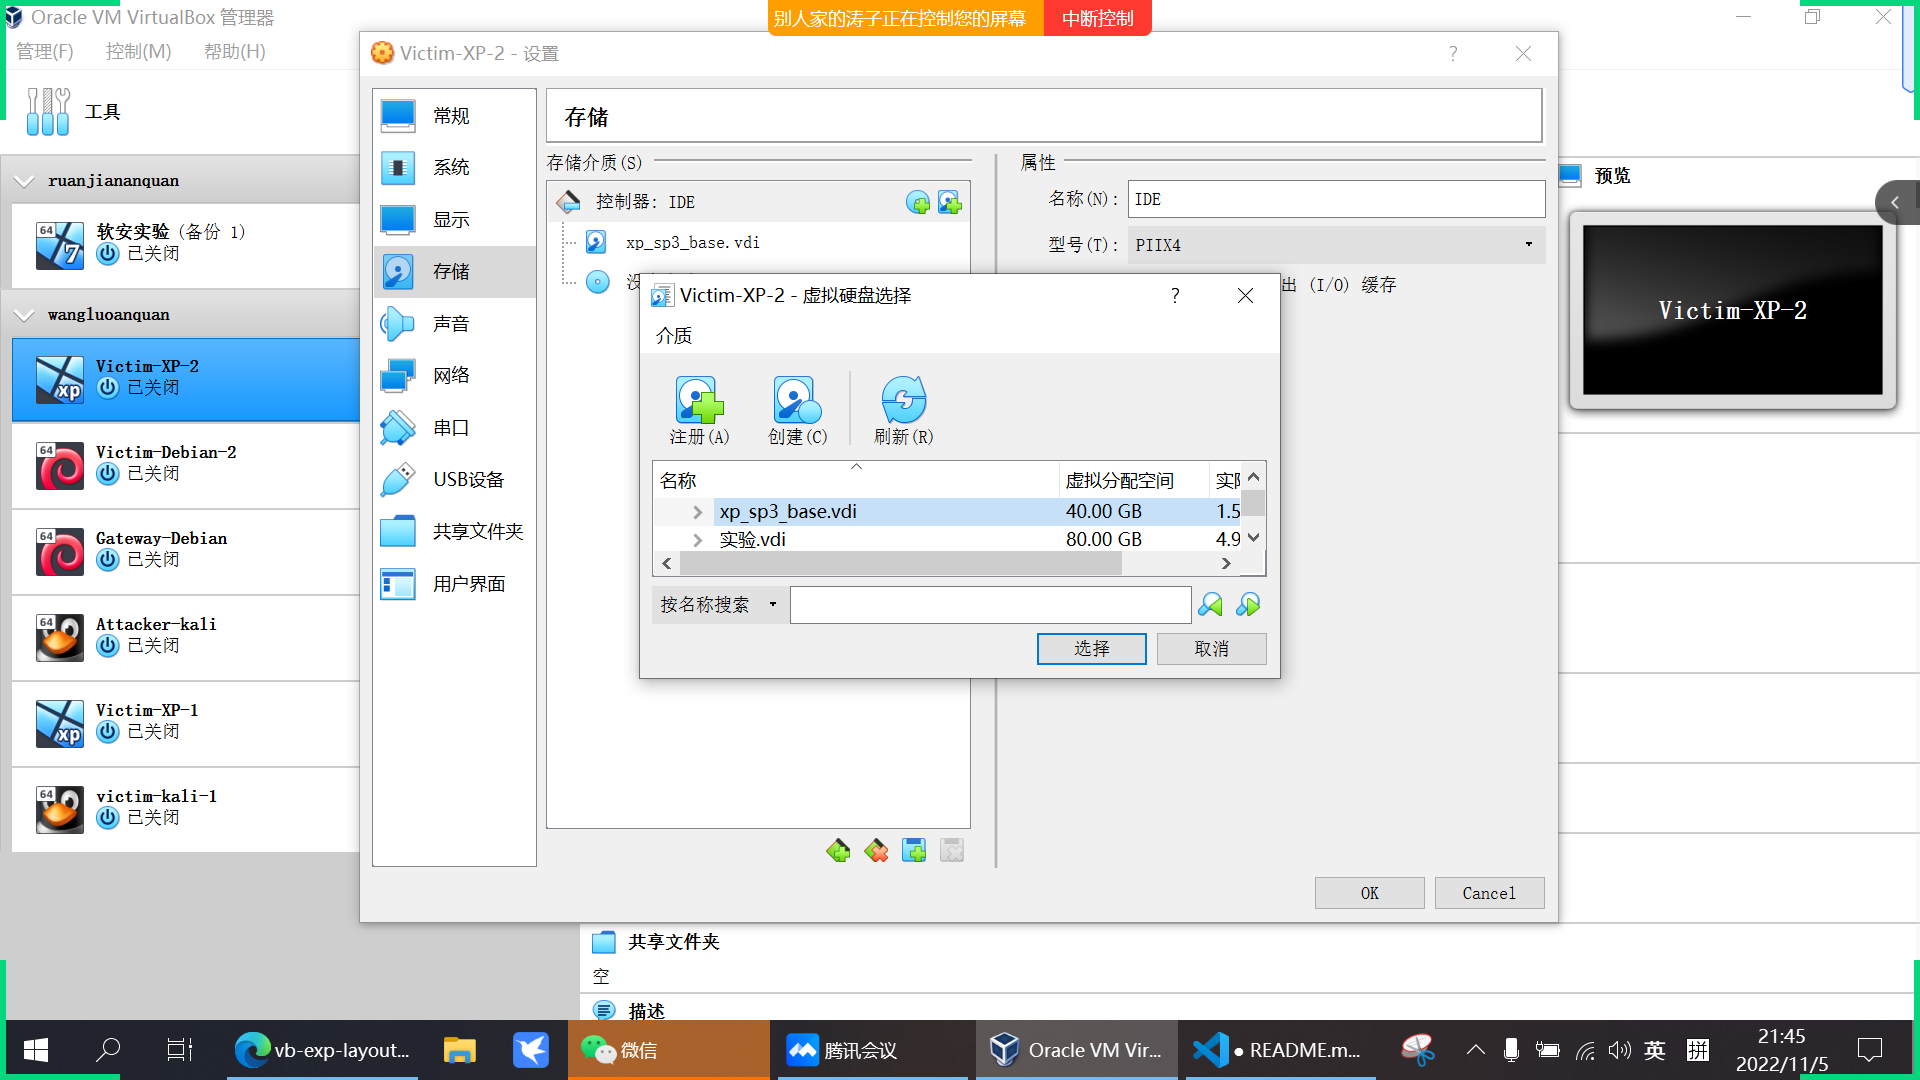 Oracle VM VirtualBox 管理器
别人家的涛子正在控制您的屏幕
中断控制
管理(F)
控制(M)
帮助(H)
工具
ruanjiananquan
软安实验 (备份 1)
64
已关闭
wangluoanquan
Victim-XP-2
xp
已关闭
Victim-Debian-2
64
已关闭
Gateway-Debian
64
已关闭
Attacker-kali
64
已关闭
Victim-XP-1
xp
已关闭
victim-kali-1
64
已关闭
Victim-XP-2 - 设置
?
常规
系统
显示
存储
声音
网络
串口
USB设备
共享文件夹
用户界面
存储
存储介质(S)
控制器: IDE
xp_sp3_base.vdi
属性
名称(N): IDE
型号(T): PIIX4
出 (I/O) 缓存
Victim-XP-2 - 虚拟硬盘选择
?
介质
注册(A)
创建(C)
刷新(R)
名称 虚拟分配空间
xp_sp3_base.vdi 40.00 GB 1.5
实验.vdi 80.00 GB 4.9
按名称搜索
选择
取消
OK
Cancel
预览
Victim-XP-2
共享文件夹
空
描述
vb-exp-layout...
微信
腾讯会议
Oracle VM Vir...
● README.m...
英
拼
21:45
2022/11/5